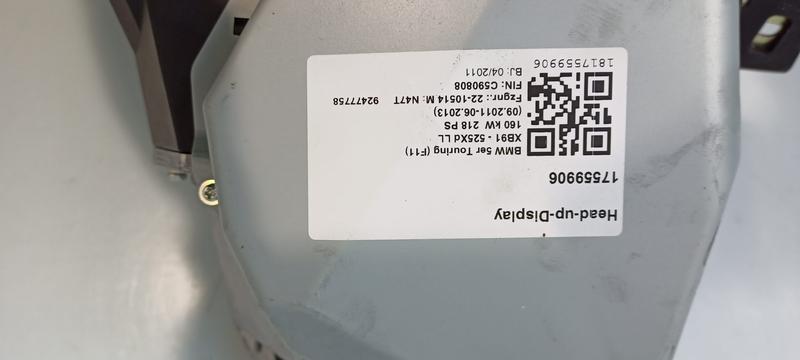 Head-up-Display
17559906
BMW 5er Touring (F11)
XB91 - 525Xd LL
160 kW 218 PS
(09.2011-06.2013)
Fzgnr.: 22-10514 M: N47T 9247758
FIN: C590808
BJ: 04/2011
1817559906